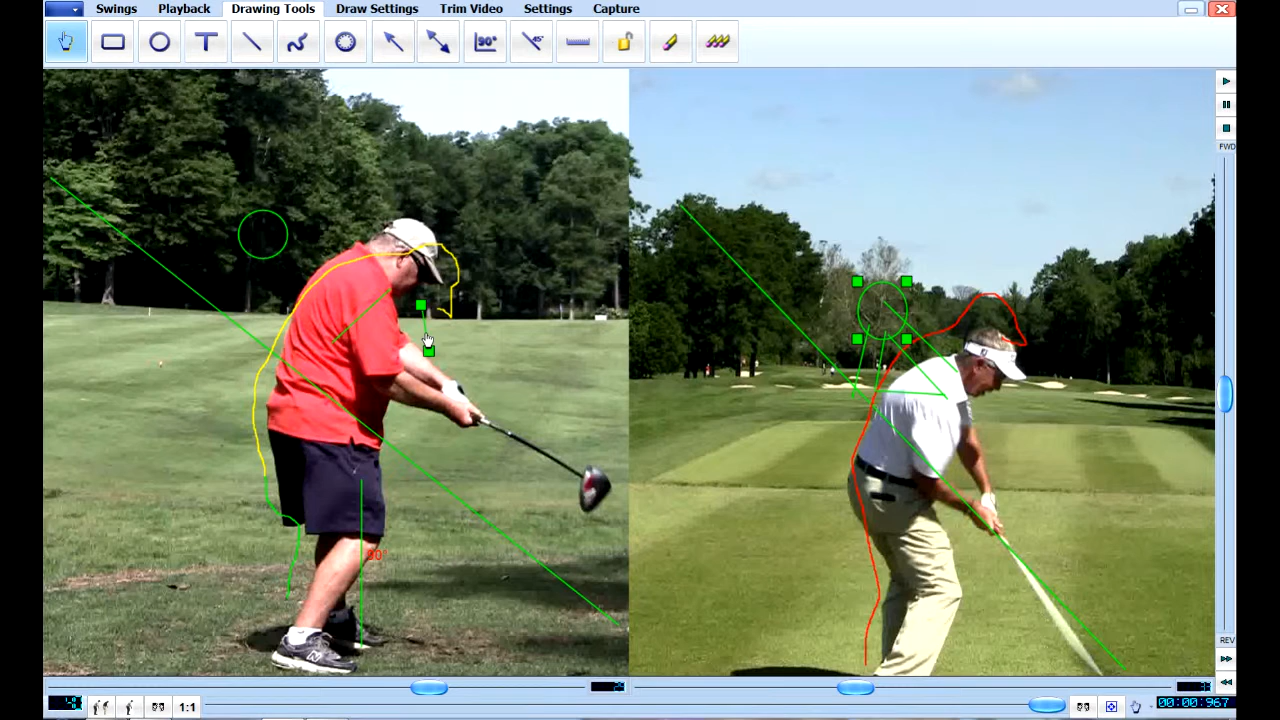 Swings Playback Drawing Tools Draw Settings Trim Video Settings Capture
90° 45°
FWD
90°
REV
1:1
00:00.967